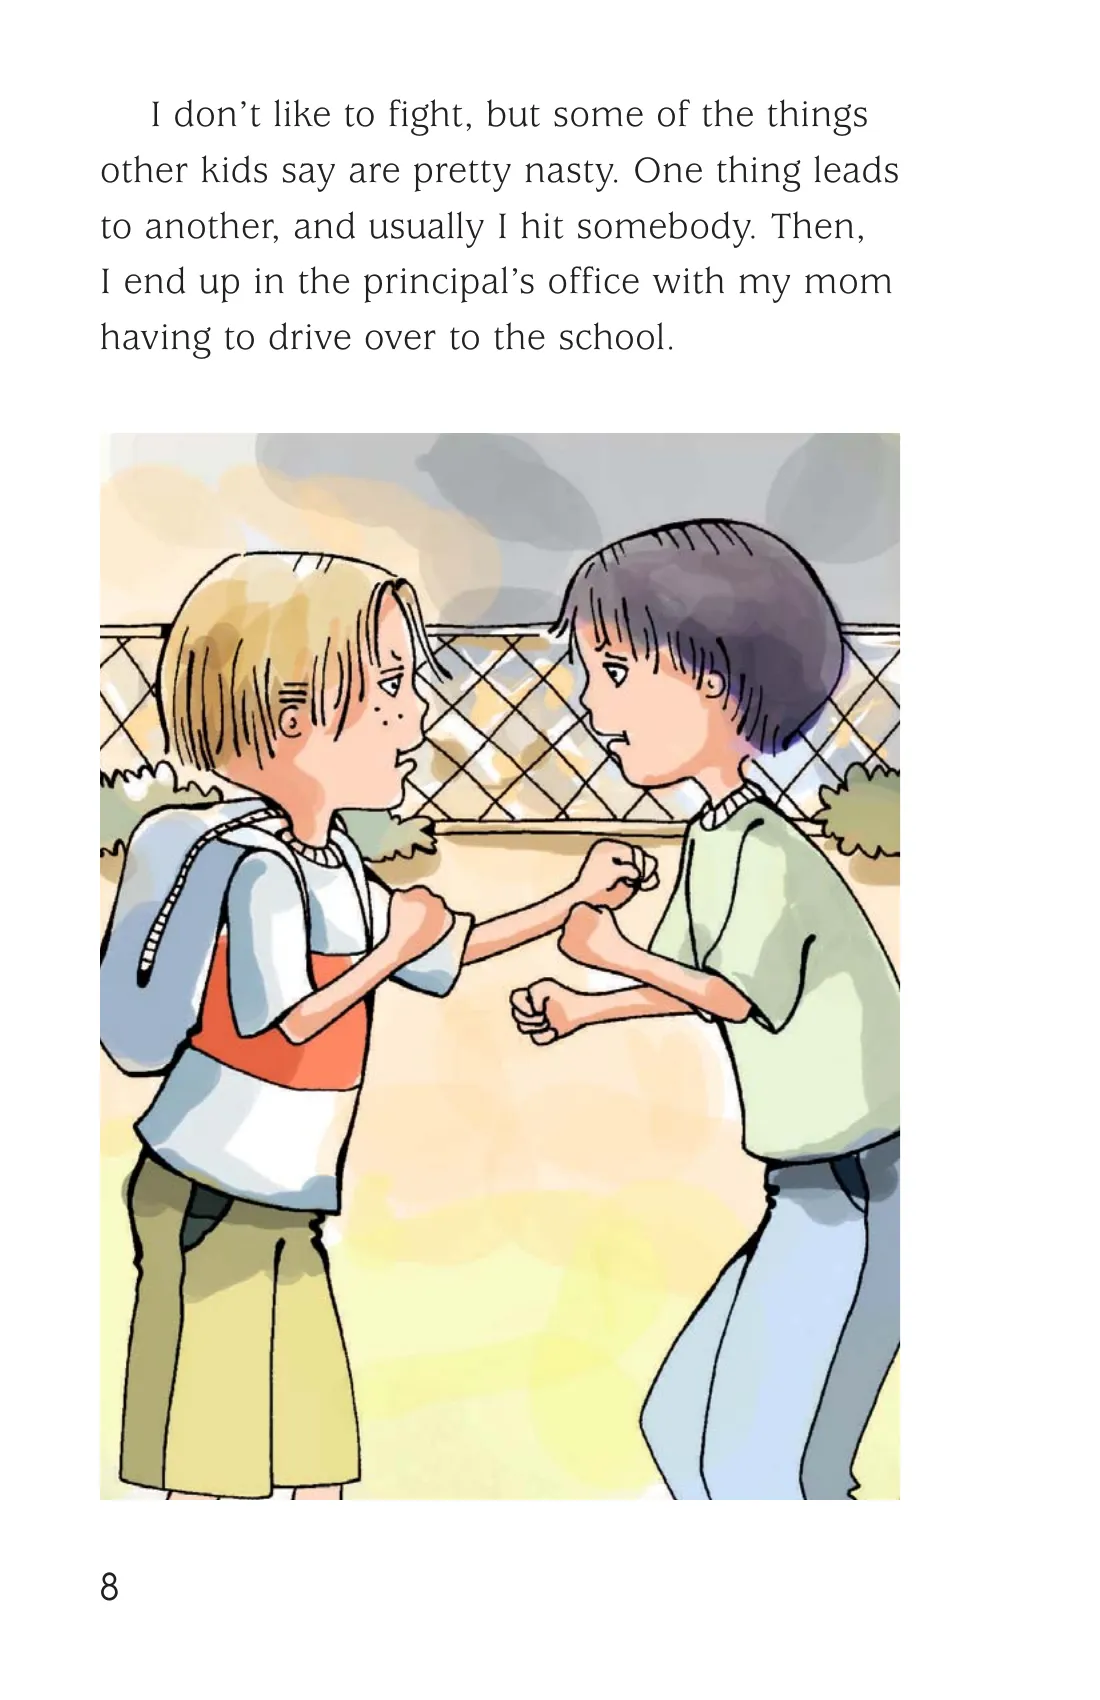 I don’t like to fight, but some of the things
other kids say are pretty nasty. One thing leads
to another, and usually I hit somebody. Then,
I end up in the principal’s office with my mom
having to drive over to the school.
8